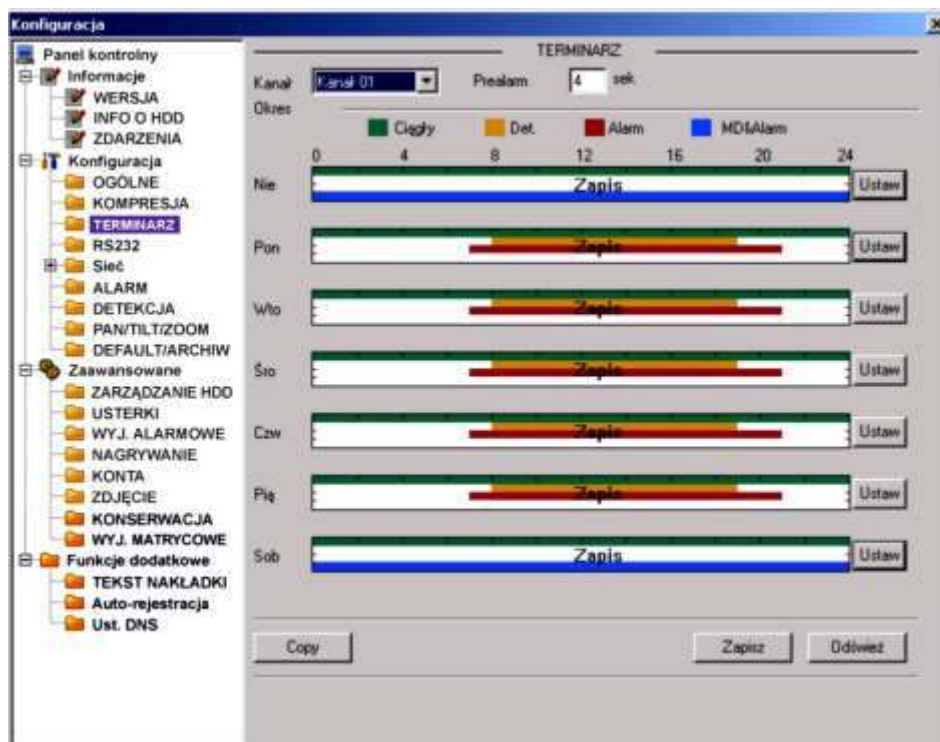 Konfiguracja
Panel kontrolny
Informacje
WERSJA
INFO O HDD
ZDARZENIA
Konfiguracja
OGÓLNE
KOMPRESJA
TERMINARZ
RS232
Sieć
ALARM
DETEKCJA
PAN/TILT/ZOOM
DEFAULT/ARCHIW
Zaawansowane
ZARZĄDZANIE HDD
USTERKI
WYJ. ALARMOWE
NAGRYWANIE
KONTA
ZDJĘCIE
KONSERWACJA
WYJ. MATRYCOWE
Funkcje dodatkowe
TEKST NAKŁADKI
Auto-rejestracja
Ust. DNS
TERMINARZ
Kanał Kanał 01 Prealarm 4 sek.
Okres
Ciągły Det. Alarm MD&Alarm
0 4 8 12 16 20 24
Nie Zapis Ustaw
Pon Zapis Ustaw
Wto Zapis Ustaw
Śro Zapis Ustaw
Czw Zapis Ustaw
Pią Zapis Ustaw
Sob Zapis Ustaw
Copy Zapisz Odśwież